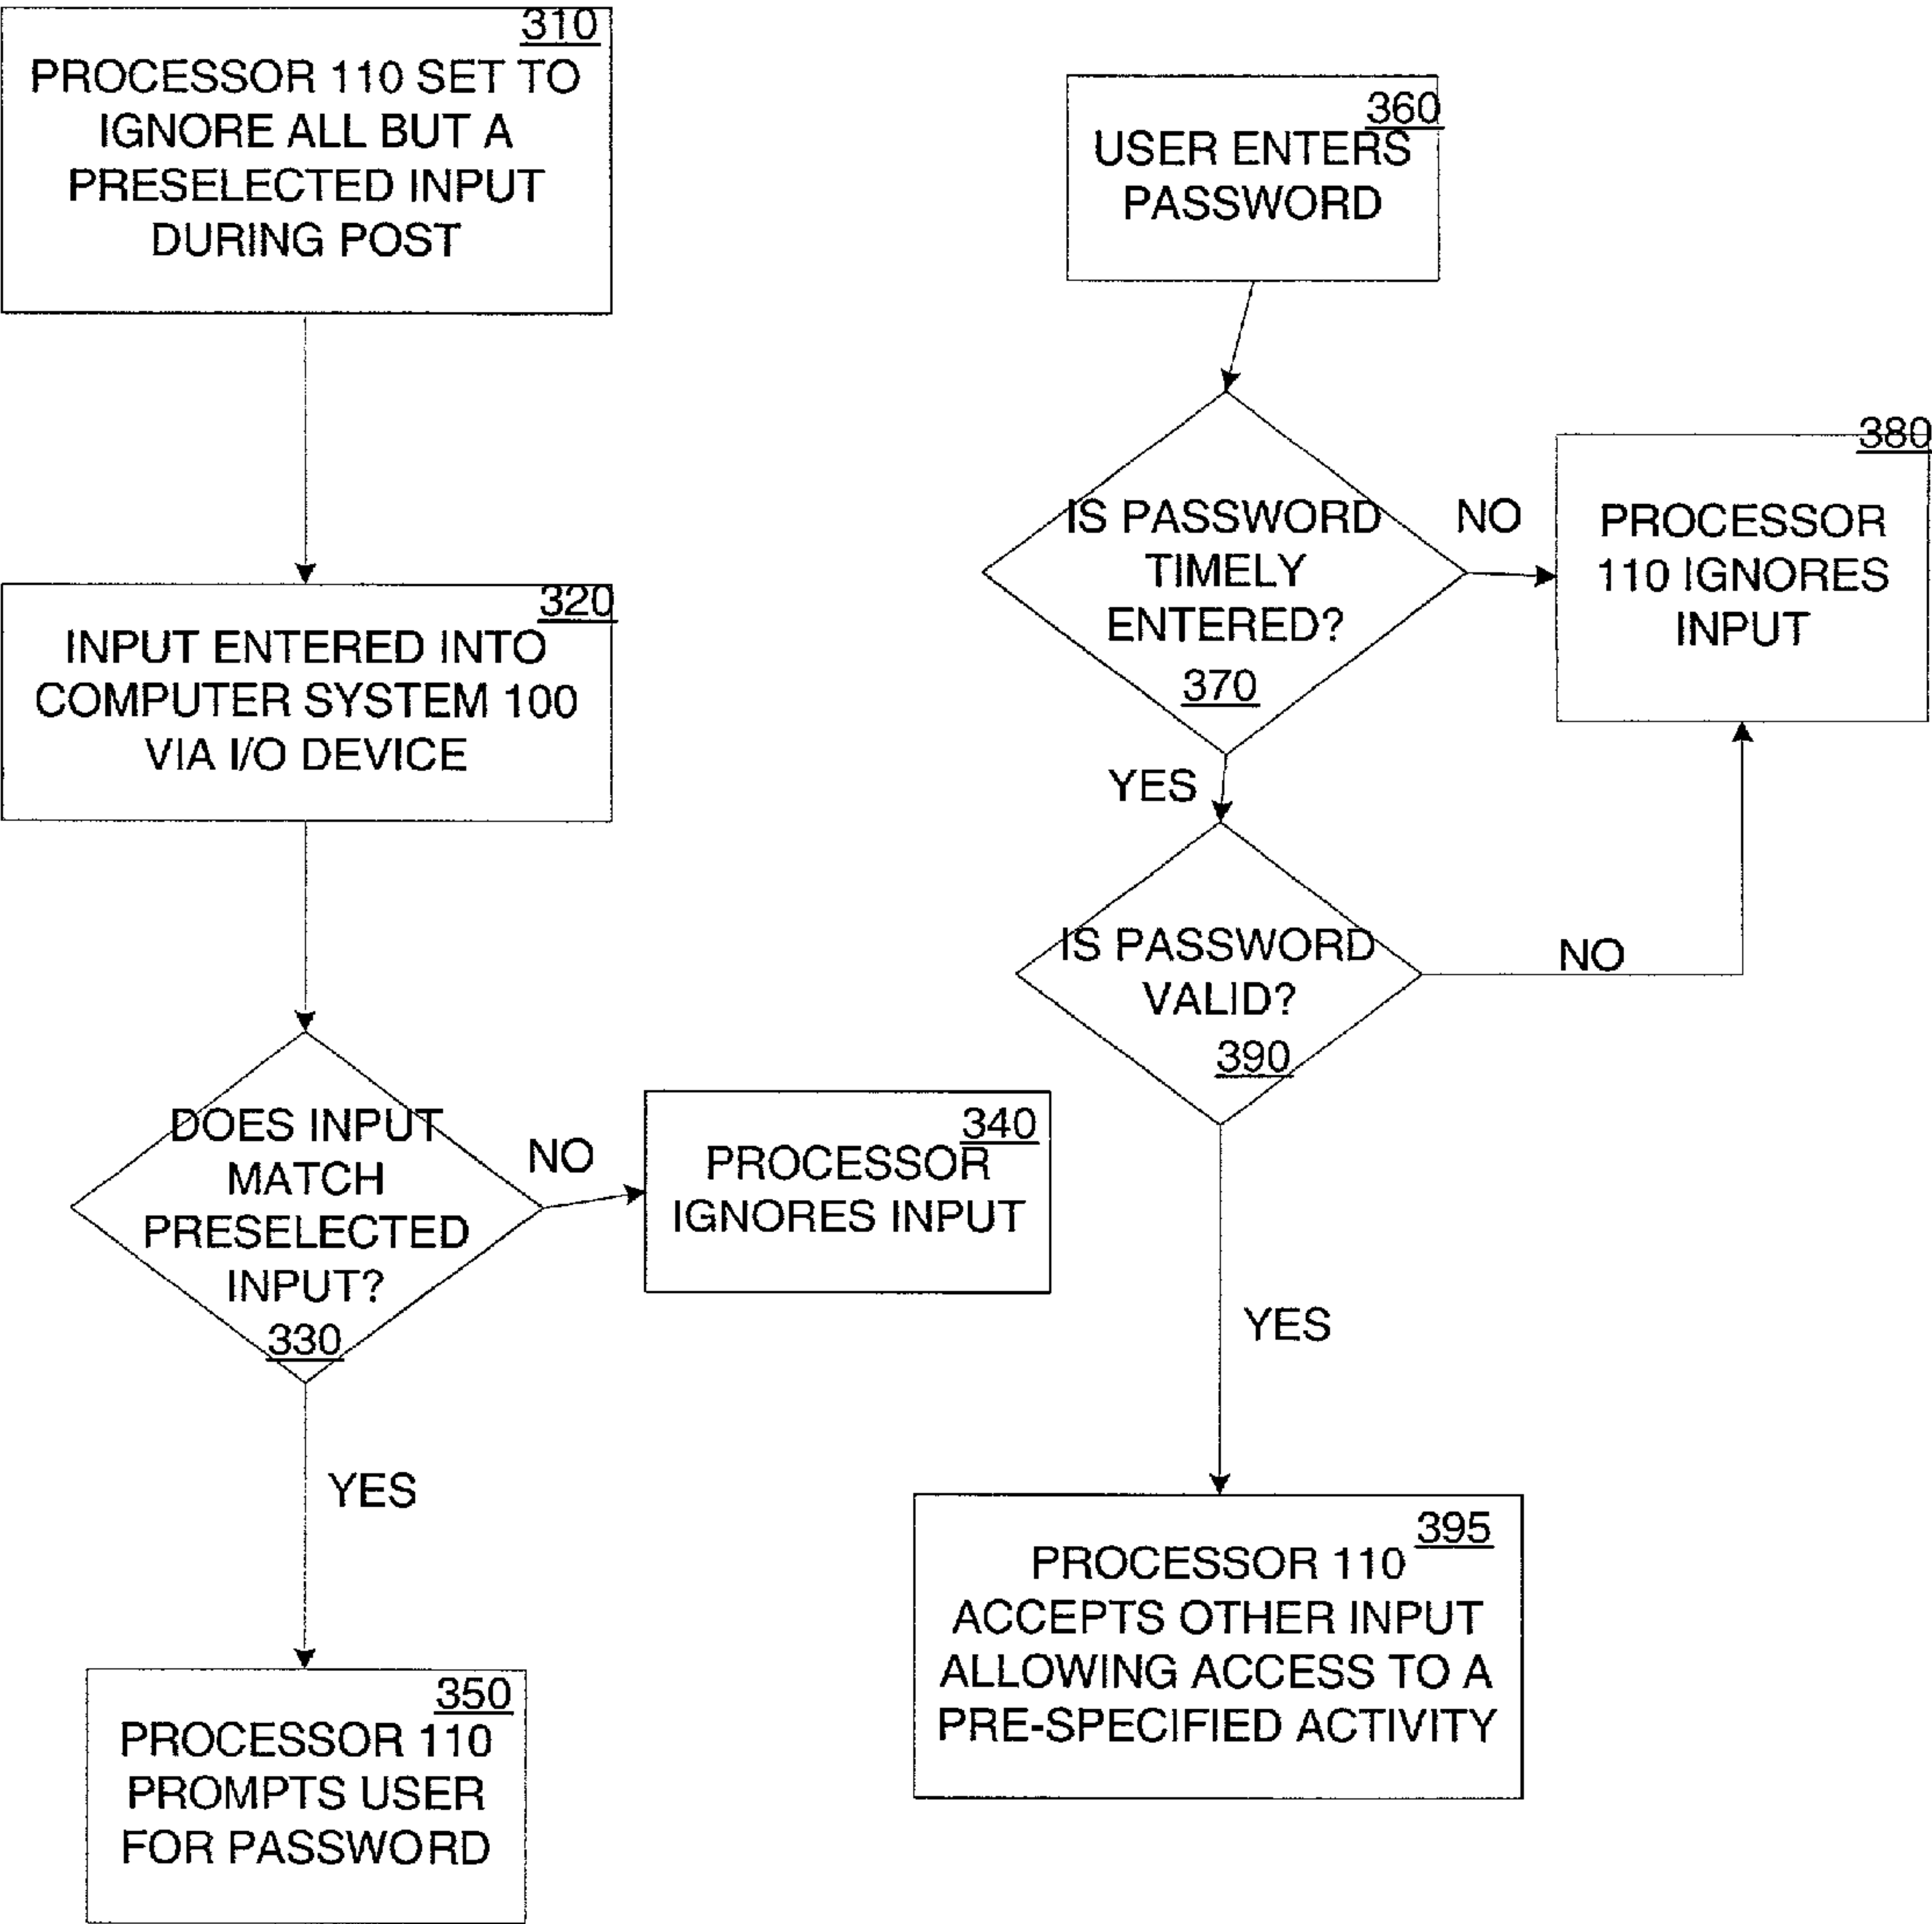 310
PROCESSOR 110 SET TO
IGNORE ALL BUT A
PRESELECTED INPUT
DURING POST
320
INPUT ENTERED INTO
COMPUTER SYSTEM 100
VIA I/O DEVICE
DOES INPUT
MATCH
PRESELECTED
INPUT?
330
NO
340
PROCESSOR
IGNORES INPUT
YES
350
PROCESSOR 110
PROMPTS USER
FOR PASSWORD
360
USER ENTERS
PASSWORD
IS PASSWORD
TIMELY
ENTERED?
370
NO
380
PROCESSOR
110 IGNORES
INPUT
YES
IS PASSWORD
VALID?
390
NO
YES
395
PROCESSOR 110
ACCEPTS OTHER INPUT
ALLOWING ACCESS TO A
PRE-SPECIFIED ACTIVITY